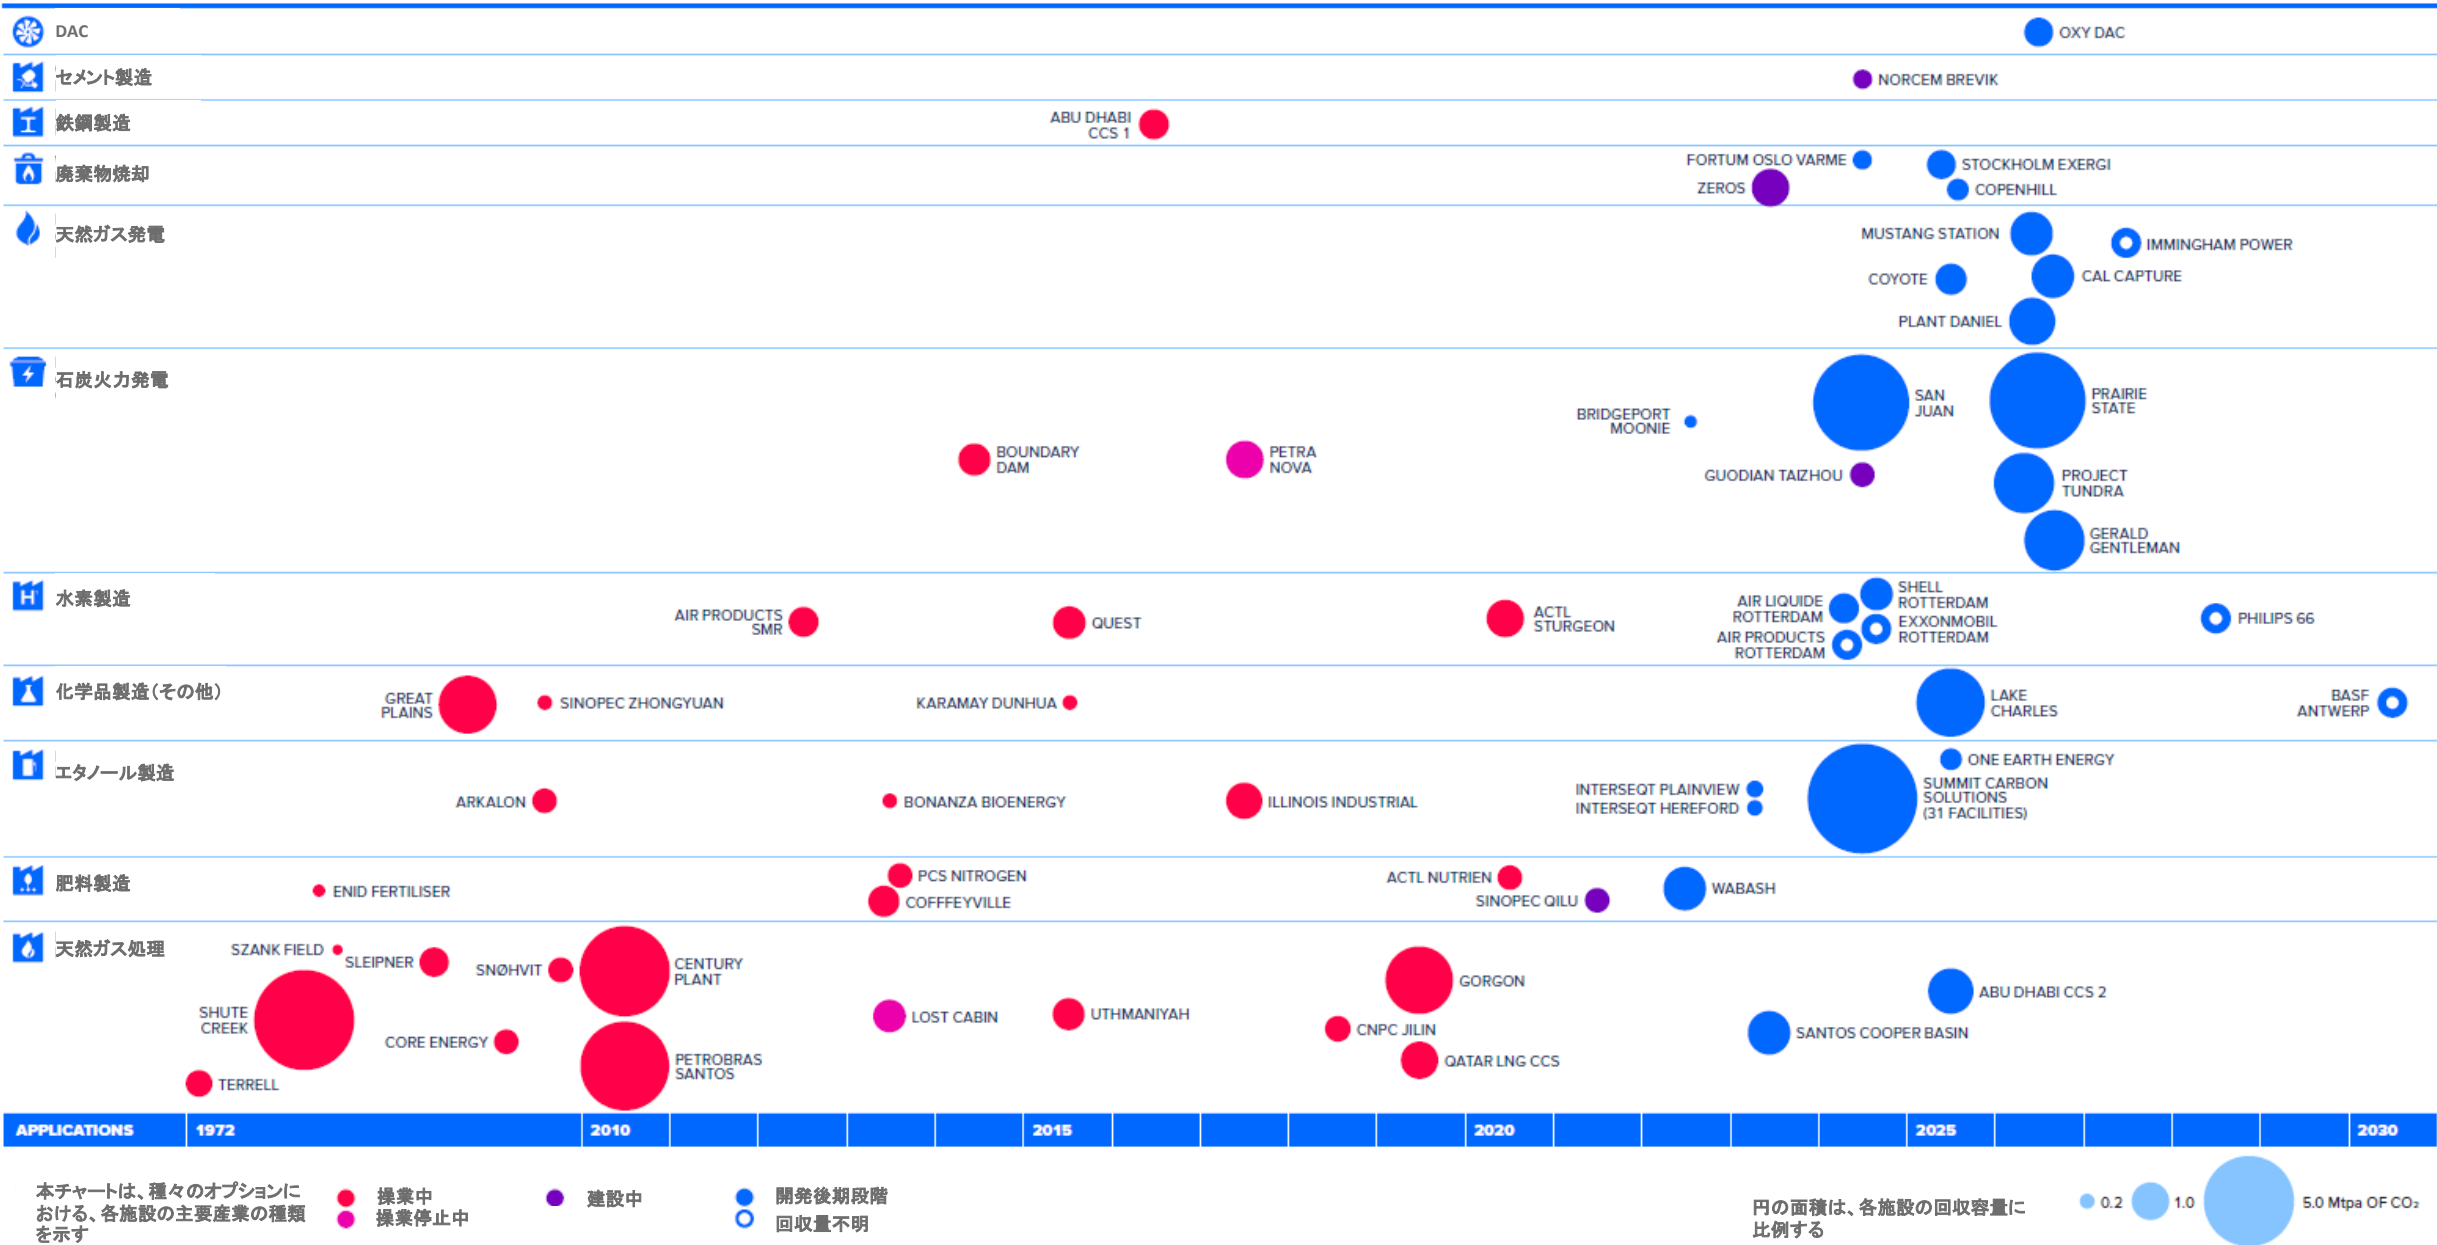 DAC
OXY DAC
セメント製造
NORCEM BREVIK
鉄鋼製造
ABU DHABI
CCS 1
廃棄物焼却
FORTUM OSLO VARME
STOCKHOLM EXERGI
ZEROS
COPENHILL
天然ガス発電
MUSTANG STATION
IMMINGHAM POWER
COYOTE
CAL CAPTURE
PLANT DANIEL
石炭火力発電
SAN
JUAN
PRAIRIE
STATE
BRIDGEPORT
MOONIE
BOUNDARY
DAM
PETRA
NOVA
GUODIAN TAIZHOU
PROJECT
TUNDRA
GERALD
GENTLEMAN
水素製造
AIR PRODUCTS
SMR
QUEST
ACTL
STURGEON
AIR LIQUIDE
ROTTERDAM
SHELL
ROTTERDAM
AIR PRODUCTS
ROTTERDAM
EXXONMOBIL
ROTTERDAM
PHILIPS 66
化学品製造（その他）
GREAT
PLAINS
SINOPEC ZHONGYUAN
KARAMAY DUNHUA
LAKE
CHARLES
BASF
ANTWERP
エタノール製造
ARKALON
BONANZA BIOENERGY
ILLINOIS INDUSTRIAL
INTERSEQT PLAINVIEW
INTERSEQT HEREFORD
ONE EARTH ENERGY
SUMMIT CARBON
SOLUTIONS
(31 FACILITIES)
肥料製造
ENID FERTILISER
PCS NITROGEN
COFFFEYVILLE
ACTL NUTRIEN
SINOPEC QILU
WABASH
天然ガス処理
SZANK FIELD
SLEIPNER
SNØHVIT
CENTURY
PLANT
SHUTE
CREEK
CORE ENERGY
PETROBRAS
SANTOS
TERRELL
LOST CABIN
UTHMANIYAH
GORGON
CNPC JILIN
QATAR LNG CCS
ABU DHABI CCS 2
SANTOS COOPER BASIN
APPLICATIONS 1972 2010 2015 2020 2025 2030
本チャートは、種々のオプションに
おける、各施設の主要産業の種類
を示す
操業中
操業停止中
建設中
開発後期段階
回収量不明
円の面積は、各施設の回収容量に
比例する
0.2 1.0 5.0 Mtpa OF CO₂